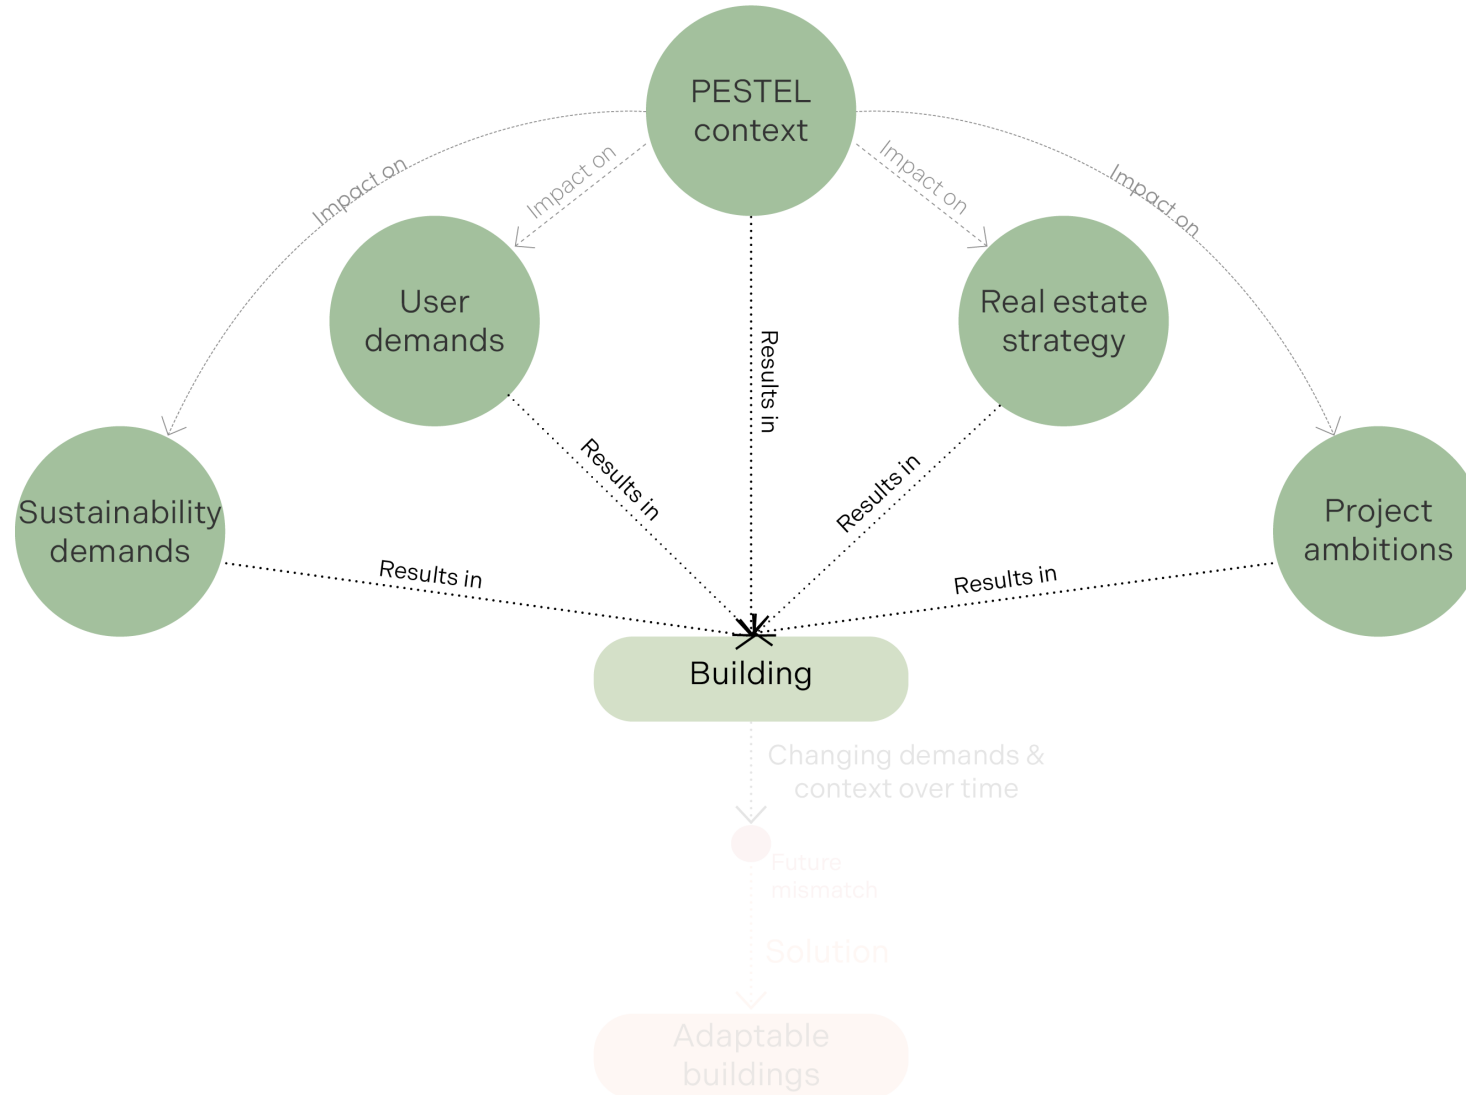 PESTEL
context
Impact on
Impact on
Impact on
Impact on
User
demands
Real estate
strategy
Results in
Results in
Results in
Sustainability
demands
Project
ambitions
Results in
Results in
Building
Changing demands &
context over time
Future
mismatch
Solution
Adaptable
buildings